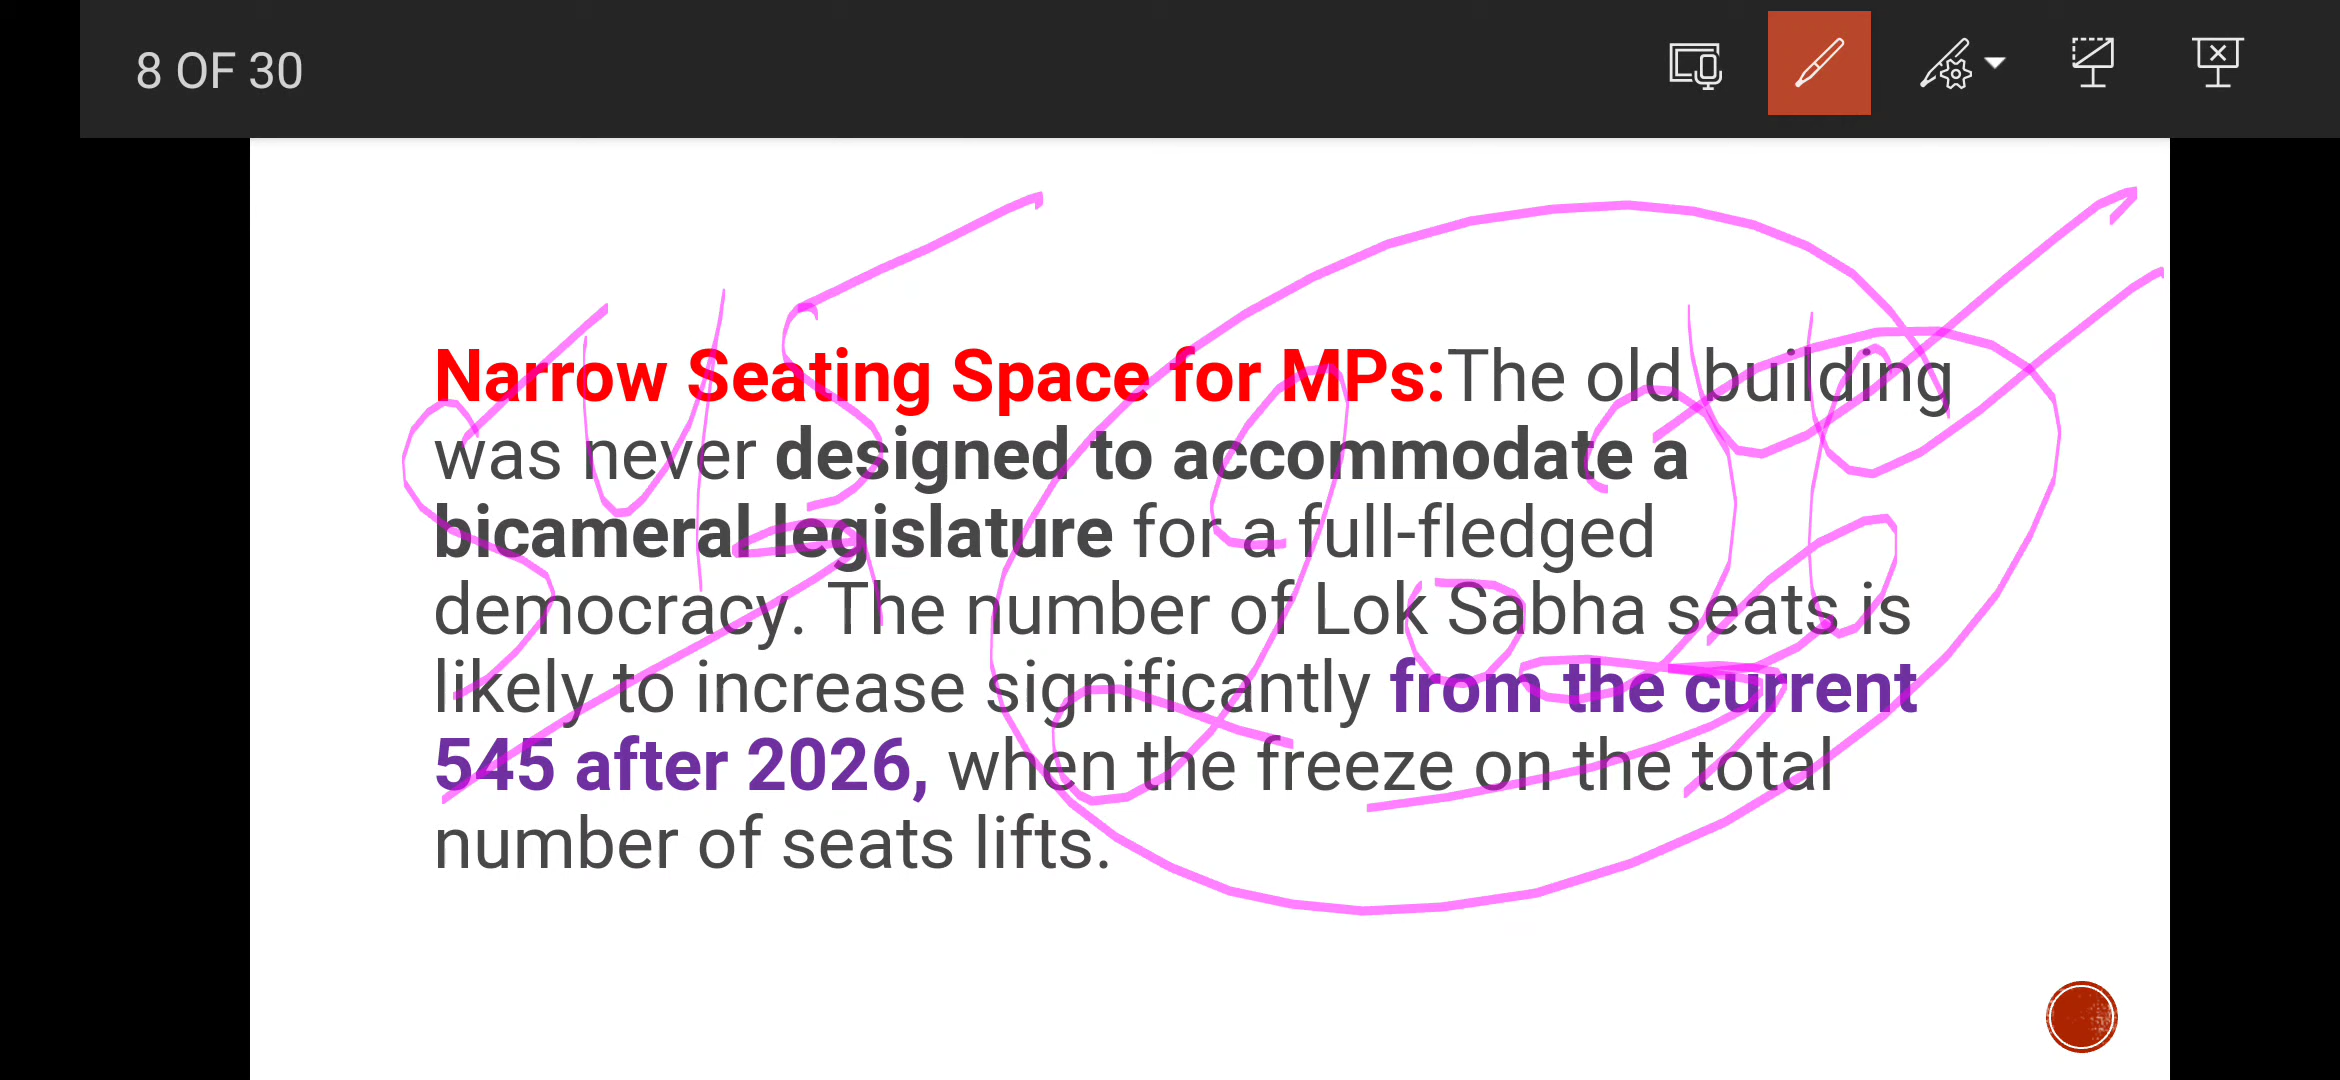 8 OF 30
Narrow Seating Space for MPs:The old building
was never designed to accommodate a
bicameral legislature for a full-fledged
democracy. The number of Lok Sabha seats is
likely to increase significantly from the current
545 after 2026, when the freeze on the total
number of seats lifts.